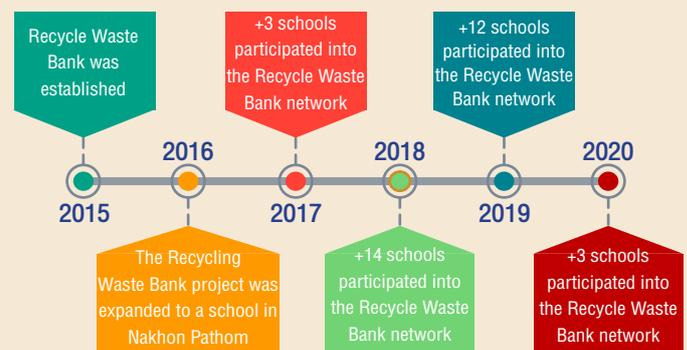 Recycle Waste
Bank was
established
+3 schools
participated into
the Recycle Waste
Bank network
+12 schools
participated into
the Recycle Waste
Bank network
2016
2018
2020
2015
2017
2019
The Recycling
Waste Bank project was
expanded to a school in
Nakhon Pathom
+14 schools
participated into
the Recycle Waste
Bank network
+3 schools
participated into
the Recycle Waste
Bank network